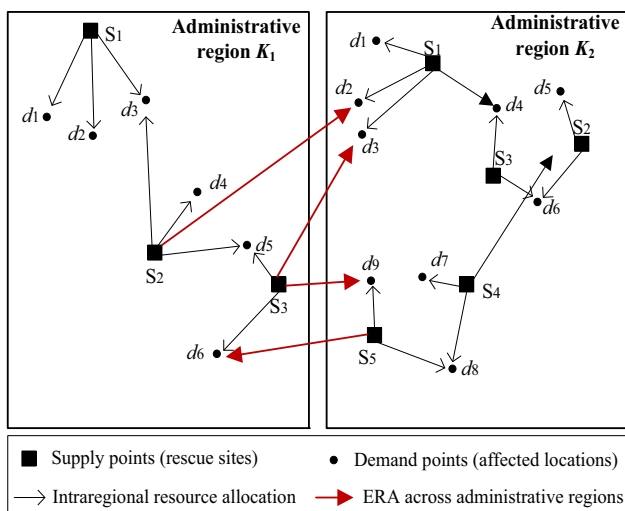 Administrative
region K1
S1
d1
d2
d3
d4
S2
d5
S3
d6
Administrative
region K2
d1
S1
d2
d3
d4
d5
S2
S3
d6
d9
d7
S4
S5
d8
Supply points (rescue sites)
Demand points (affected locations)
Intraregional resource allocation
ERA across administrative regions